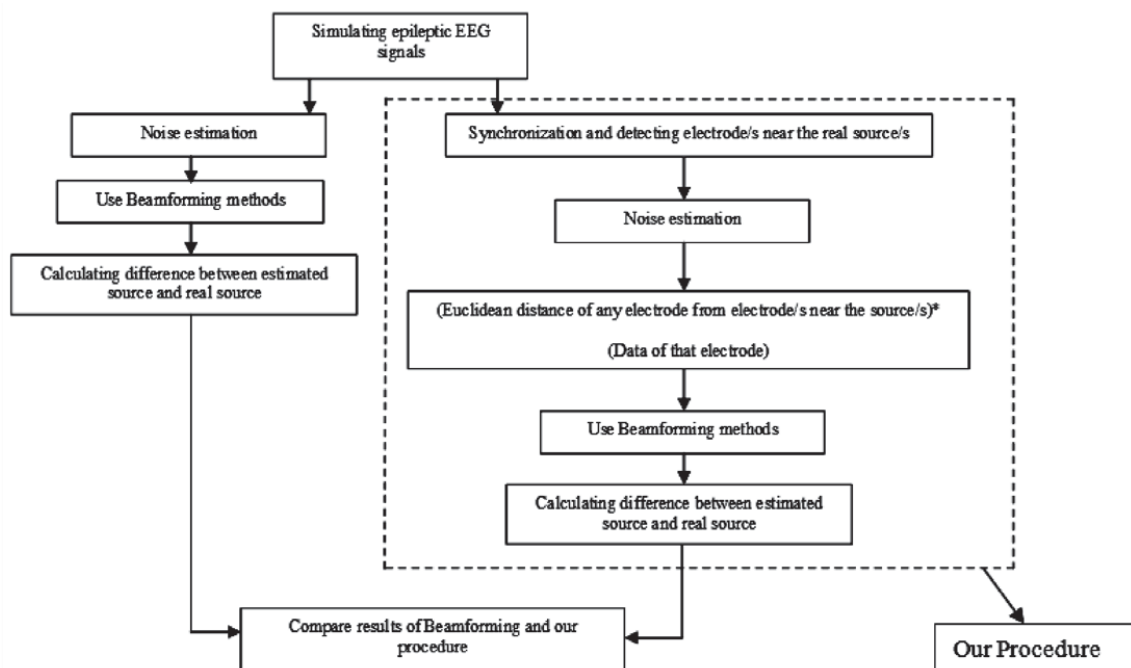 Simulating epileptic EEG
signals
Noise estimation
Use Beamforming methods
Calculating difference between estimated
source and real source
Synchronization and detecting electrode/s near the real source/s
Noise estimation
(Euclidean distance of any electrode from electrode/s near the source/s)*
(Data of that electrode)
Use Beamforming methods
Calculating difference between estimated
source and real source
Compare results of Beamforming and our
procedure
Our Procedure